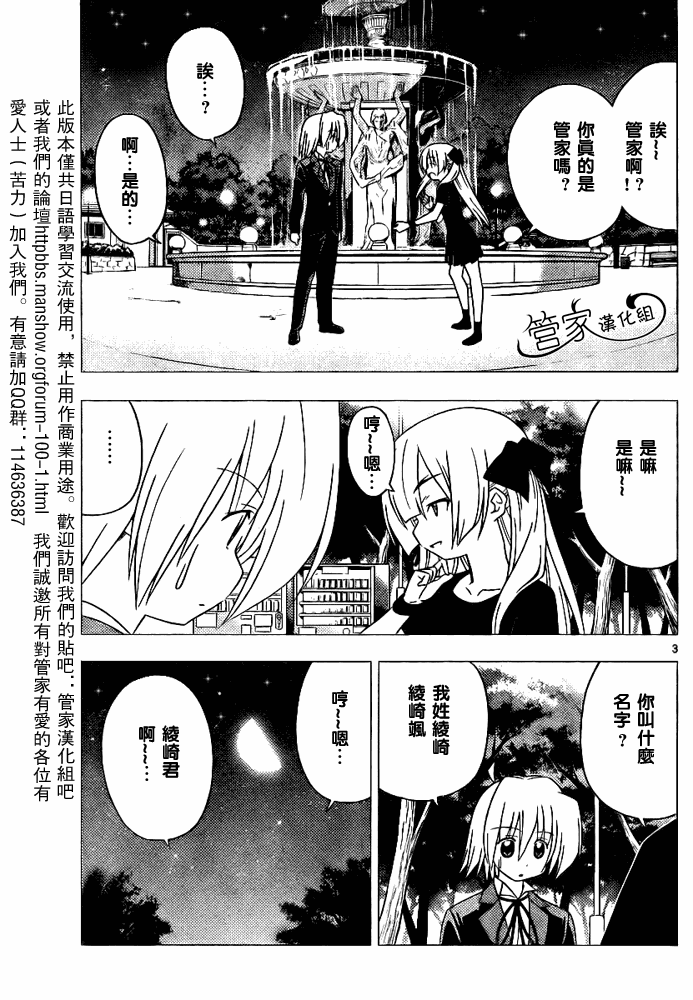 誒~~
管家啊!?
你眞的是
管家嗎?
誒
…?
啊…是的…
管家漢化組
是嘛
是嘛~~
哼~~嗯…
……
3
你叫什麼
名字?
我姓綾崎
綾崎颯
哼~~嗯…
綾崎君
啊~~…
此版本僅共日語學習交流使用，禁止用作商業用途。歡迎訪問我們的貼吧：管家漢化組吧
或者我們的論壇httpbbs.manshow.orgforum-100-1.html 我們誠邀所有對管家有愛的各位有
愛人士（苦力）加入我們。有意請加QQ群：114636387